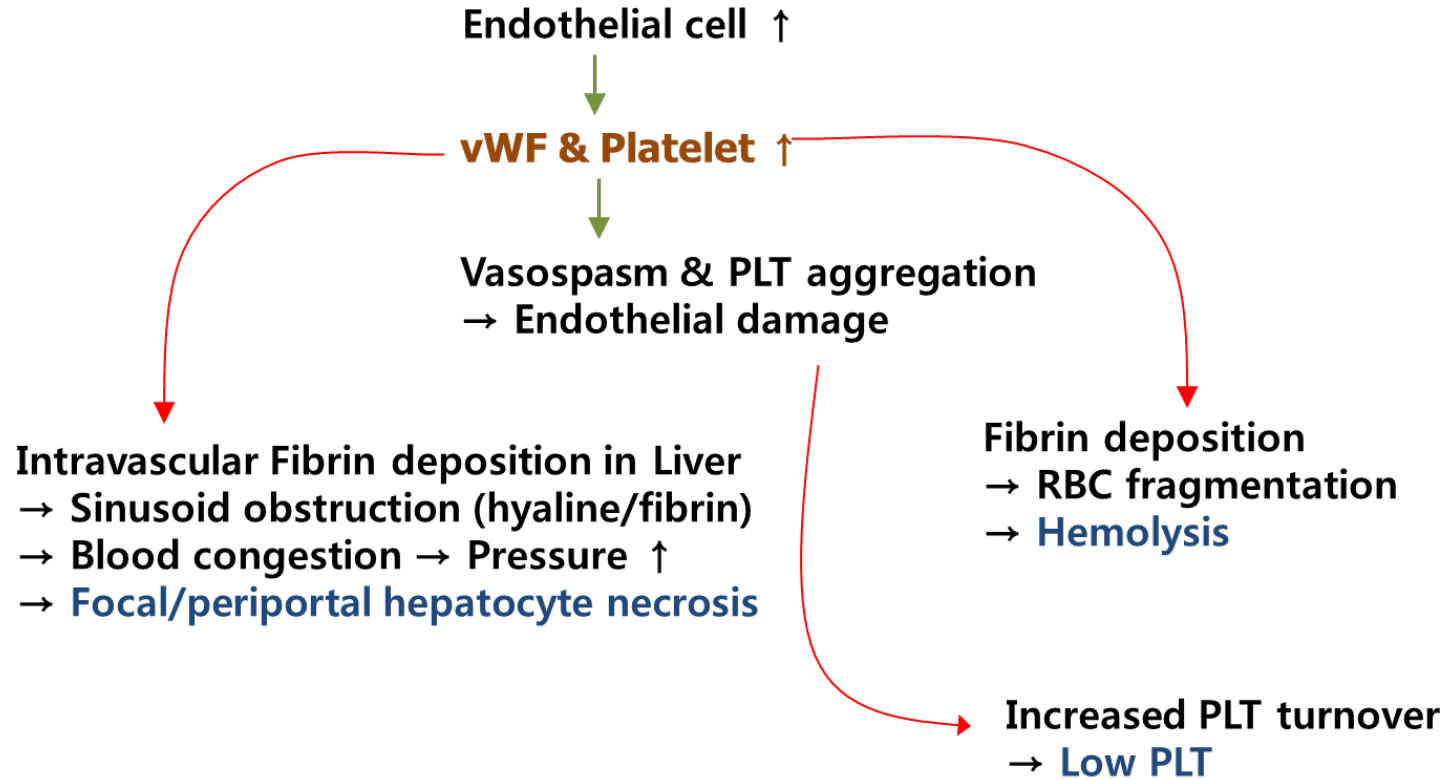 Endothelial cell ↑
vWF & Platelet ↑
Vasospasm & PLT aggregation
→ Endothelial damage
Intravascular Fibrin deposition in Liver
→ Sinusoid obstruction (hyaline/fibrin)
→ Blood congestion → Pressure ↑
→ Focal/periportal hepatocyte necrosis
Fibrin deposition
→ RBC fragmentation
→ Hemolysis
Increased PLT turnover
→ Low PLT